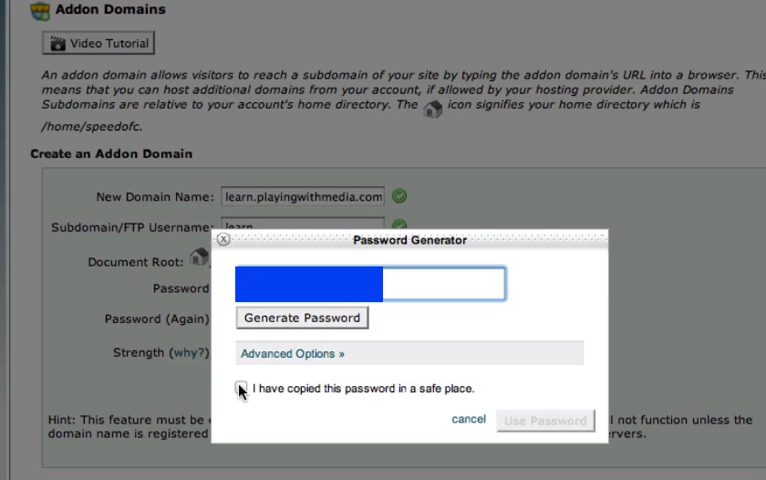 Addon Domains
Video Tutorial
An addon domain allows visitors to reach a subdomain of your site by typing the addon domain's URL into a browser. This
means that you can host additional domains from your account, if allowed by your hosting provider. Addon Domains
Subdomains are relative to your account's home directory. The icon signifies your home directory which is
/home/speedofc.
Create an Addon Domain
New Domain Name: learn.playingwithmedia.com
Subdomain/FTP Username: learn
Password Generator
Document Root:
Password
Generate Password
Password (Again)
Strength (why?)
Advanced Options »
I have copied this password in a safe place.
Hint: This feature must be l not function unless the
cancel Use Password
domain name is registered rvers.